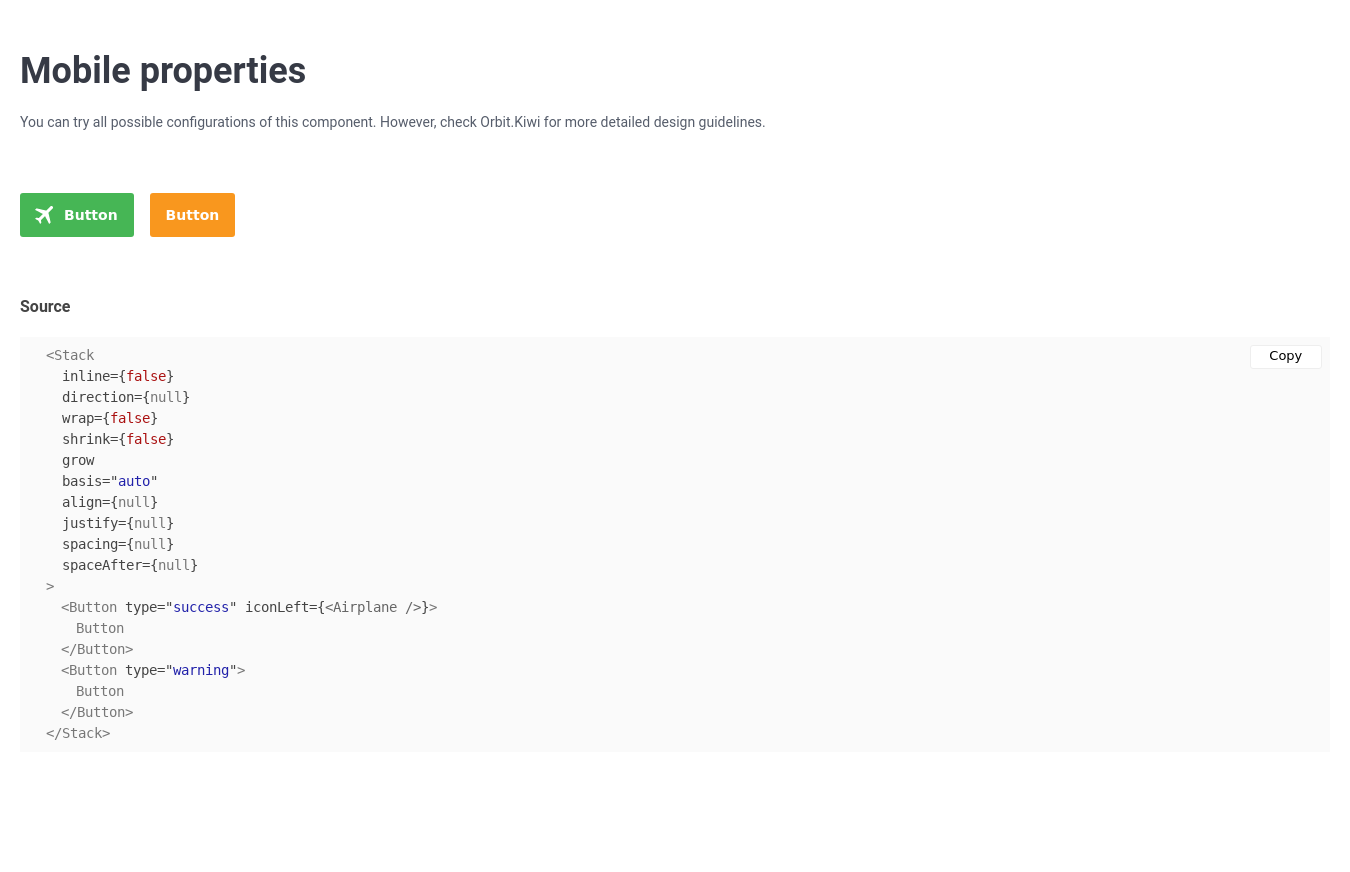 Mobile properties
You can try all possible configurations of this component. However, check Orbit.Kiwi for more detailed design guidelines.
Button Button
Source
Copy
<Stack
inline={false}
direction={null}
wrap={false}
shrink={false}
grow
basis="auto"
align={null}
justify={null}
spacing={null}
spaceAfter={null}
>
<Button type="success" iconLeft={<Airplane />}>
Button
</Button>
<Button type="warning">
Button
</Button>
</Stack>